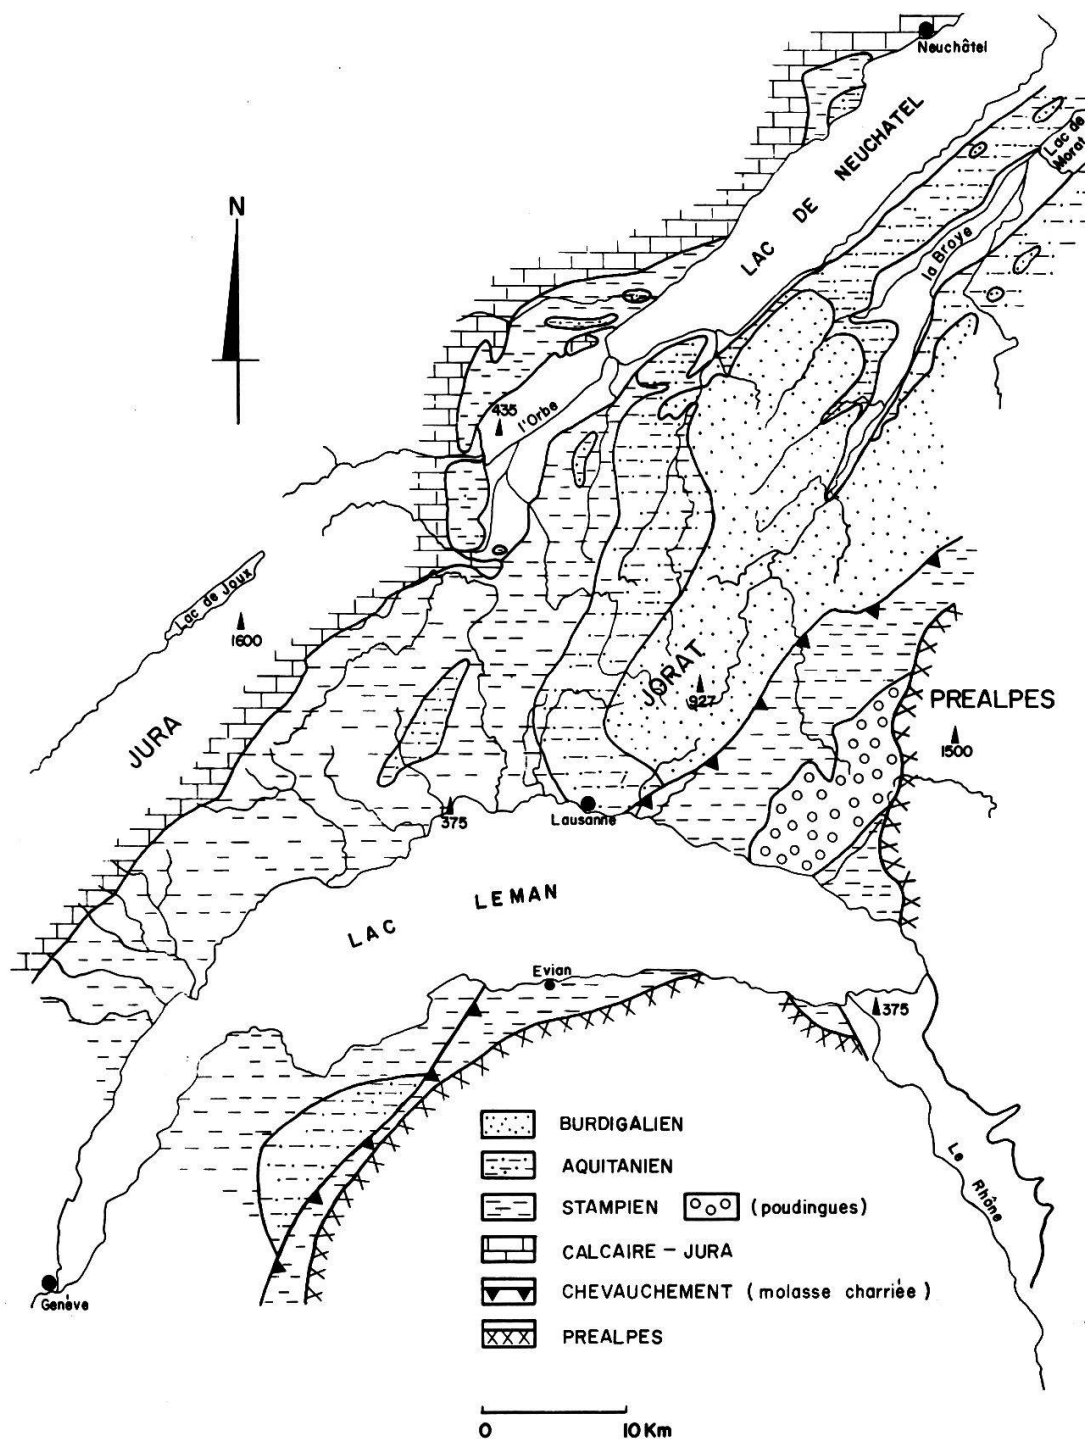 Neuchâtel
LAC DE NEUCHATEL
Lac de
Morat
la Broye
N
435
l'Orbe
Lac de Joux
1600
JORAT
927
PREALPES
1500
JURA
375
Lausanne
LAC LEMAN
Evian
375
Le Rhône
Genève
BURDIGALIEN
AQUITANIEN
STAMPIEN (poudingues)
CALCAIRE – JURA
CHEVAUCHEMENT (molasse charriée)
PREALPES
0 10 Km